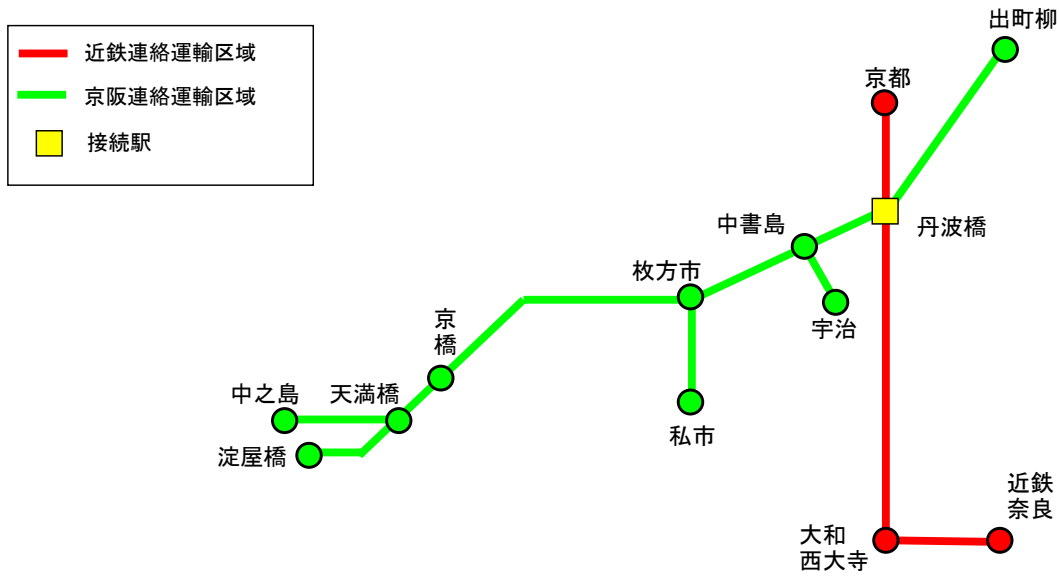 近鉄連絡運輸区域
京阪連絡運輸区域
接続駅
出町柳
京都
丹波橋
中書島
枚方市
宇治
京
橋
中之島
天満橋
淀屋橋
私市
近鉄
奈良
大和
西大寺